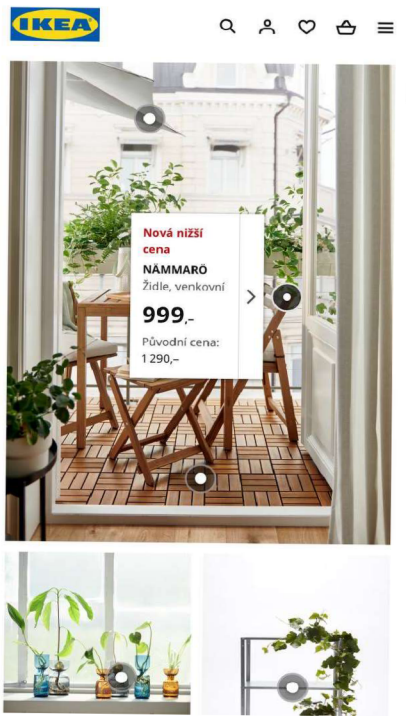 IKEA
Nová nižší
cena
NÄMMARÖ
Židle, venkovní
999,–
Původní cena:
1 290,–